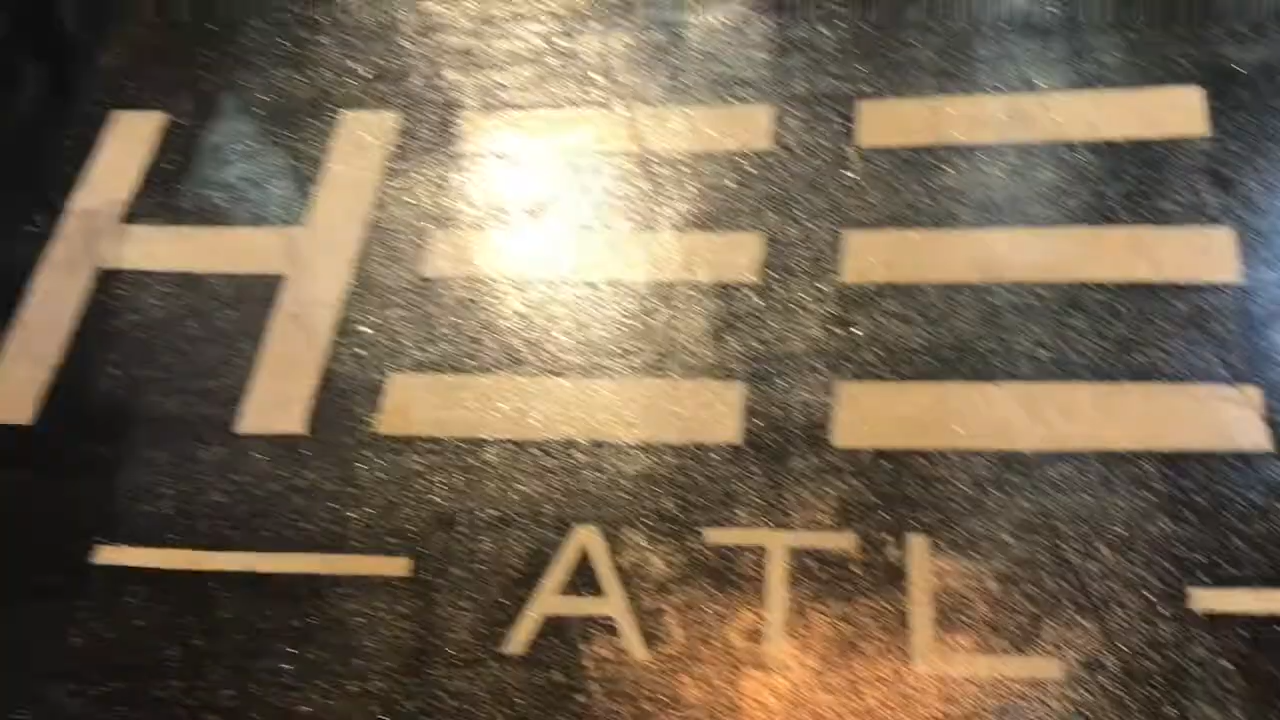 HEE
— ATL —